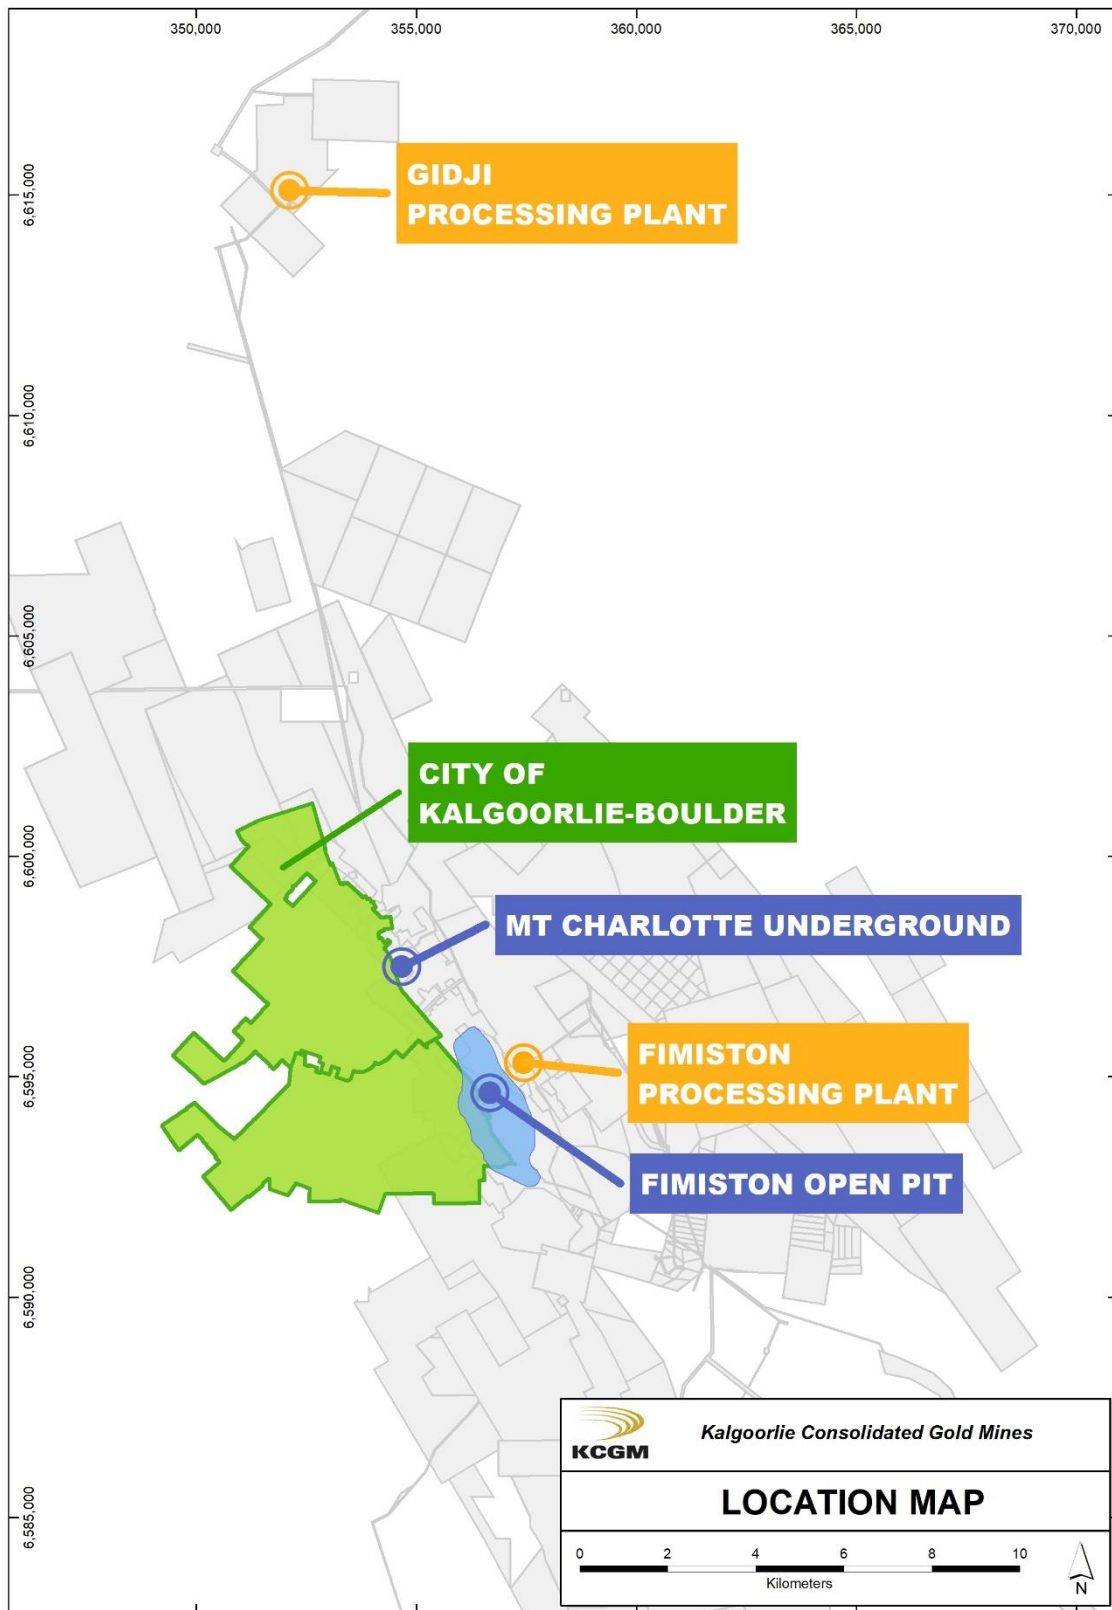 350,000
355,000
360,000
365,000
370,000
6,615,000
6,610,000
6,605,000
6,600,000
6,595,000
6,590,000
6,585,000
GIDJI
PROCESSING PLANT
CITY OF
KALGOORLIE-BOULDER
MT CHARLOTTE UNDERGROUND
FIMISTON
PROCESSING PLANT
FIMISTON OPEN PIT
KCGM
Kalgoorlie Consolidated Gold Mines
LOCATION MAP
0 2 4 6 8 10
Kilometers
N